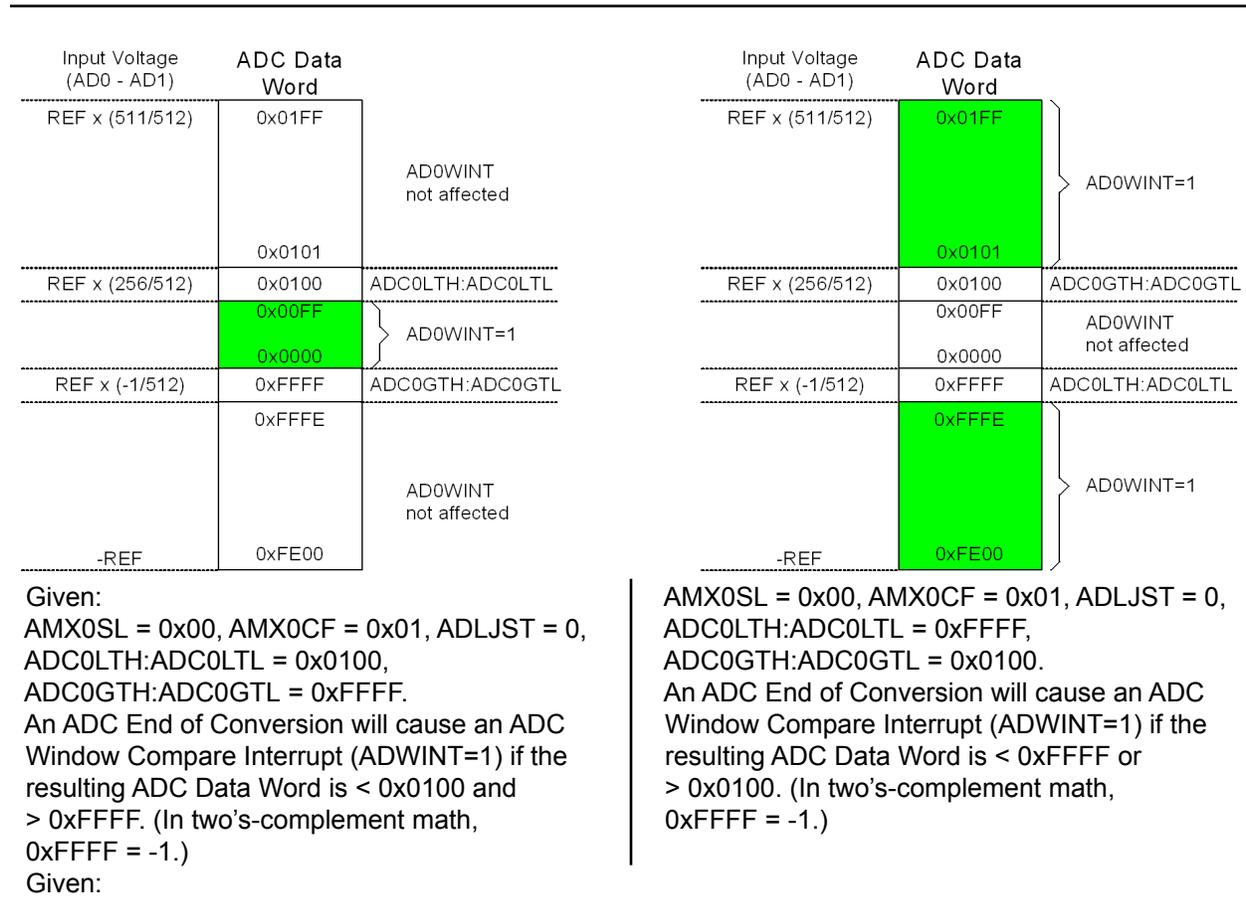 Input Voltage
(AD0 - AD1)
ADC Data
Word
REF x (511/512)
0x01FF
AD0WINT
not affected
0x0101
REF x (256/512)
0x0100
ADC0LTH:ADC0LTL
0x00FF
AD0WINT=1
0x0000
REF x (-1/512)
0xFFFF
ADC0GTH:ADC0GTL
0xFFFE
AD0WINT
not affected
-REF
0xFE00
Given:
AMX0SL = 0x00, AMX0CF = 0x01, ADLJST = 0,
ADC0LTH:ADC0LTL = 0x0100,
ADC0GTH:ADC0GTL = 0xFFFF.
An ADC End of Conversion will cause an ADC
Window Compare Interrupt (ADWINT=1) if the
resulting ADC Data Word is < 0x0100 and
> 0xFFFF. (In two's-complement math,
0xFFFF = -1.)
Given:
Input Voltage
(AD0 - AD1)
ADC Data
Word
REF x (511/512)
0x01FF
AD0WINT=1
0x0101
REF x (256/512)
0x0100
ADC0GTH:ADC0GTL
0x00FF
AD0WINT
not affected
0x0000
REF x (-1/512)
0xFFFF
ADC0LTH:ADC0LTL
0xFFFE
AD0WINT=1
-REF
0xFE00
AMX0SL = 0x00, AMX0CF = 0x01, ADLJST = 0,
ADC0LTH:ADC0LTL = 0xFFFF,
ADC0GTH:ADC0GTL = 0x0100.
An ADC End of Conversion will cause an ADC
Window Compare Interrupt (ADWINT=1) if the
resulting ADC Data Word is < 0xFFFF or
> 0x0100. (In two's-complement math,
0xFFFF = -1.)